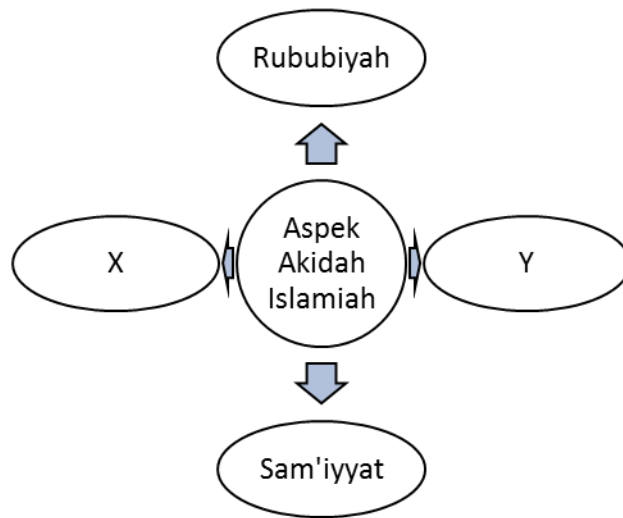 Rububiyah
X
Aspek
Akidah
Islamiah
Y
Sam'iyyat